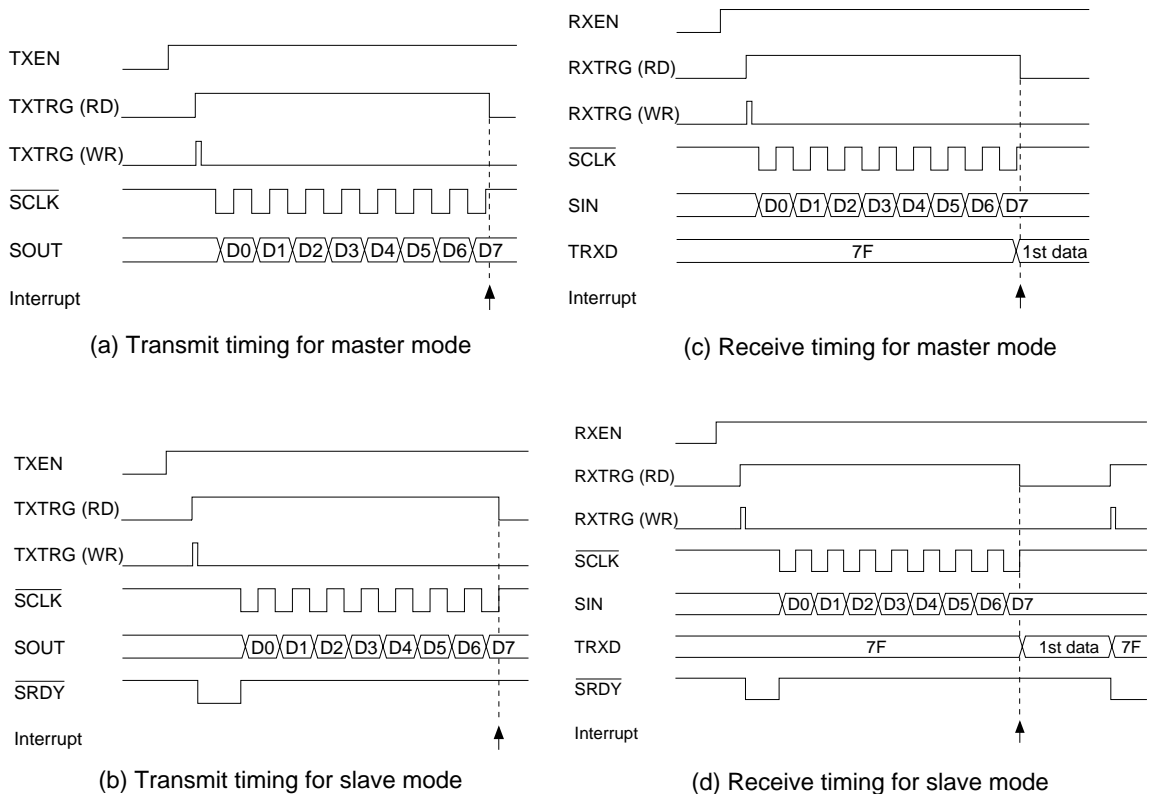 TXEN
TXTRG (RD)
TXTRG (WR)
SCLK
SOUT D0 D1 D2 D3 D4 D5 D6 D7
Interrupt
(a) Transmit timing for master mode
RXEN
RXTRG (RD)
RXTRG (WR)
SCLK
SIN D0 D1 D2 D3 D4 D5 D6 D7
TRXD 7F 1st data
Interrupt
(c) Receive timing for master mode
TXEN
TXTRG (RD)
TXTRG (WR)
SCLK
SOUT D0 D1 D2 D3 D4 D5 D6 D7
SRDY
Interrupt
(b) Transmit timing for slave mode
RXEN
RXTRG (RD)
RXTRG (WR)
SCLK
SIN D0 D1 D2 D3 D4 D5 D6 D7
TRXD 7F 1st data 7F
SRDY
Interrupt
(d) Receive timing for slave mode